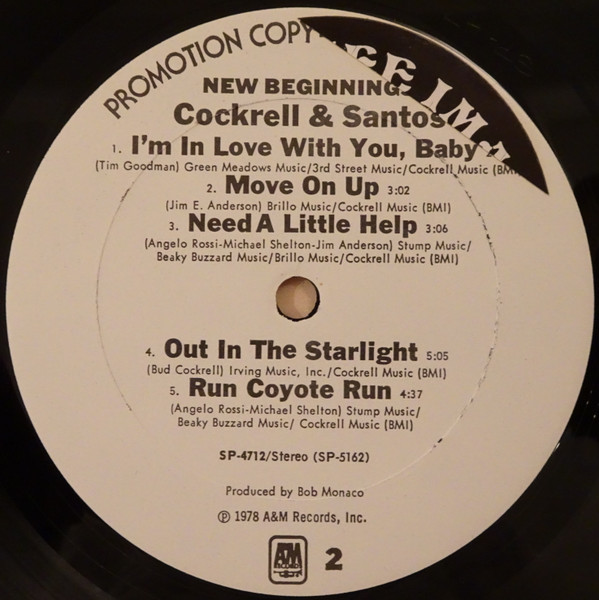 PROMOTION COPY
NEW BEGINNING
Cockrell & Santos
1. I'm In Love With You, Baby
(Tim Goodman) Green Meadows Music/3rd Street Music/Cockrell Music (BM
2. Move On Up 3:02
(Jim E. Anderson) Brillo Music/Cockrell Music (BMI)
3. Need A Little Help 3:06
(Angelo Rossi-Michael Shelton-Jim Anderson) Stump Music/
Beaky Buzzard Music/Brillo Music/Cockrell Music (BMI)
4. Out In The Starlight 5:05
(Bud Cockrell) Irving Music, Inc./Cockrell Music (BMI)
5. Run Coyote Run 4:37
(Angelo Rossi-Michael Shelton) Stump Music/
Beaky Buzzard Music/ Cockrell Music (BMI)
SP-4712/Stereo (SP-5162)
Produced by Bob Monaco
℗ 1978 A&M Records, Inc.
A&M
RECORDS
2